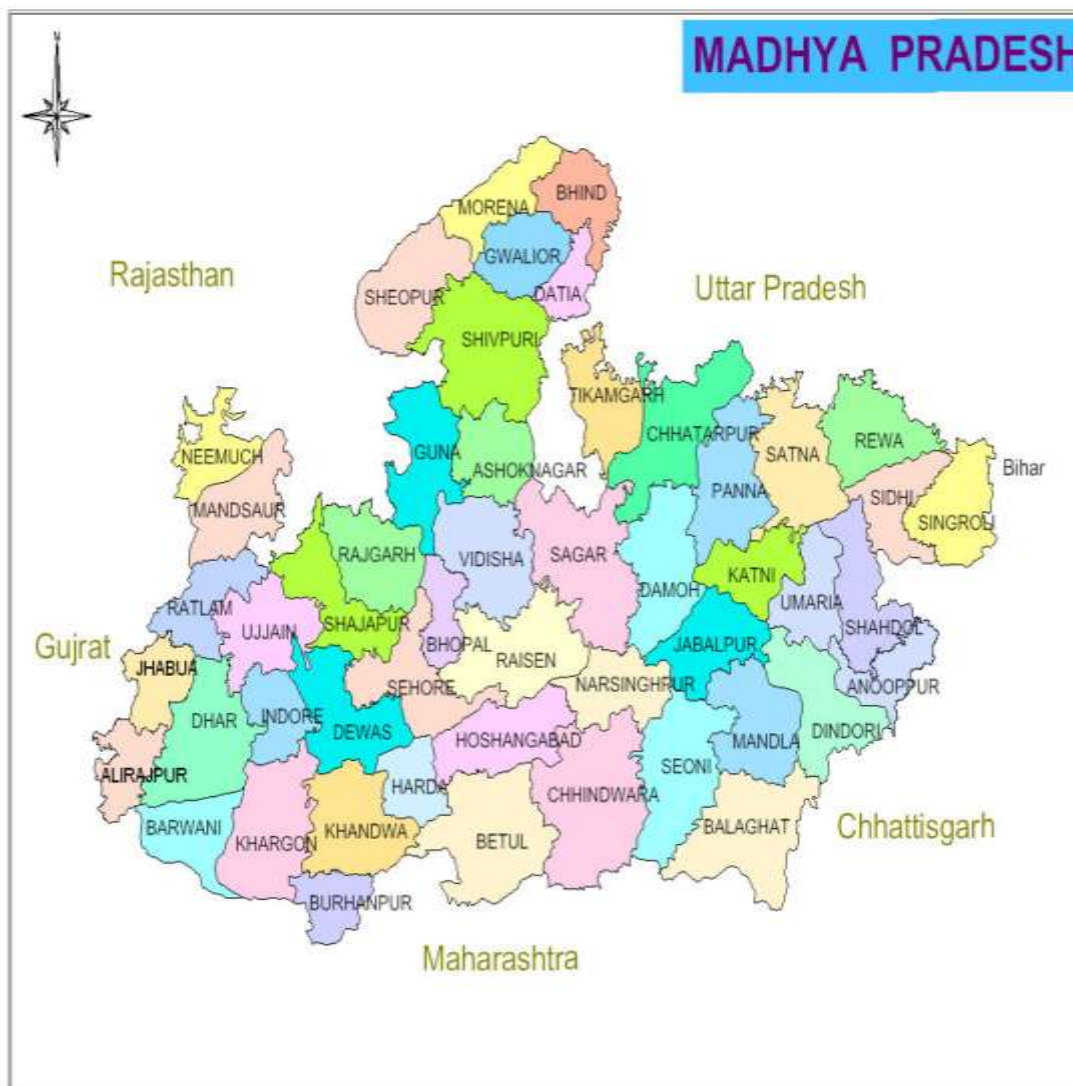 MADHYA PRADESH
BHIND
MORENA
GWALIOR
Rajasthan
Uttar Pradesh
SHEOPUR
DATIA
SHIVPURI
TIKAMGARH
CHHATARPUR
REWA
GUNA
SATNA
NEEMUCH
ASHOKNAGAR
Bihar
PANNA
SIDHI
MANDSAUR
SINGROLI
RAJGARH
VIDISHA
SAGAR
KATNI
DAMOH
UMARIA
RATLAM
SHAJAPUR
SHAHDOL
UJJAIN
Gujrat
BHOPAL
JABALPUR
RAISEN
JHABUA
SEHORE
NARSINGHPUR
ANOOPPUR
DHAR
INDORE
DINDORI
DEWAS
HOSHANGABAD
MANDLA
SEONI
ALIRAJPUR
HARDA
CHHINDWARA
BARWANI
KHANDWA
BALAGHAT
Chhattisgarh
KHARGON
BETUL
BURHANPUR
Maharashtra